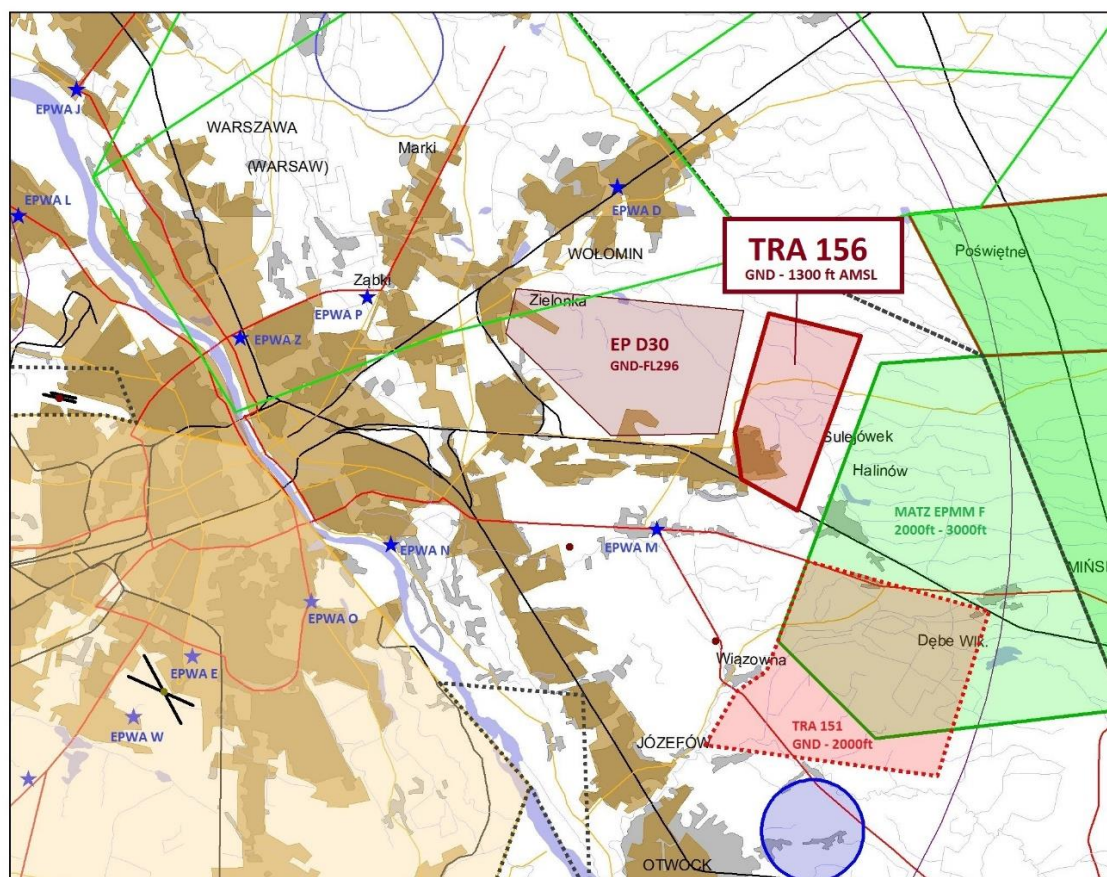 EPWA J
WARSZAWA
(WARSAW)
Marki
EPWA L
EPWA D
WOŁOMIN
TRA 156
GND - 1300 ft AMSL
Poświętne
Ząbki
EPWA P
Zielonka
EPWA Z
EP D30
GND-FL296
Sulejówek
Halinów
MATZ EPMM F
2000ft - 3000ft
EPWA N
EPWA M
MIŃSK
EPWA O
Dębe Wlk.
EPWA E
Wiązowna
EPWA W
TRA 151
GND - 2000ft
JÓZEFÓW
OTWOCK